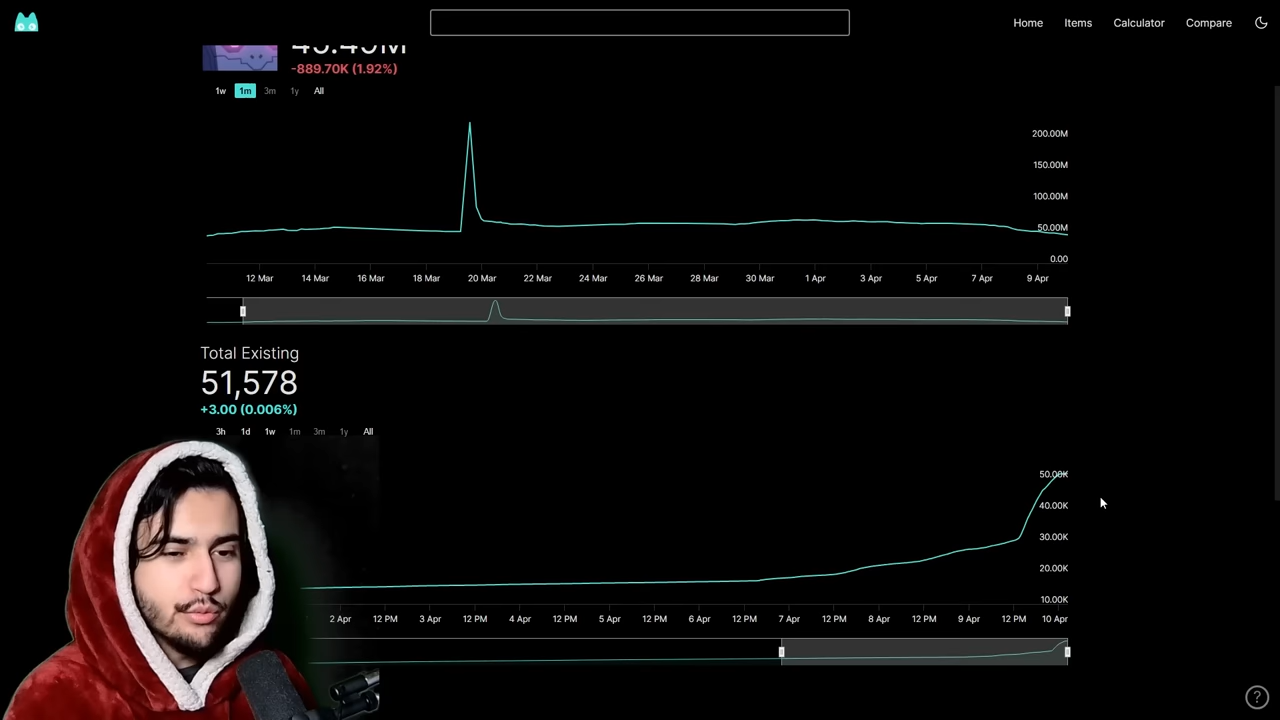 Home Items Calculator Compare
-889.70K (1.92%)
1w 1m 3m 1y All
200.00M
150.00M
100.00M
50.00M
0.00
12 Mar 14 Mar 16 Mar 18 Mar 20 Mar 22 Mar 24 Mar 26 Mar 28 Mar 30 Mar 1 Apr 3 Apr 5 Apr 7 Apr 9 Apr
Total Existing
51,578
+3.00 (0.006%)
3h 1d 1w 1m 3m 1y All
50.00K
40.00K
30.00K
20.00K
10.00K
2 Apr 12 PM 3 Apr 12 PM 4 Apr 12 PM 5 Apr 12 PM 6 Apr 12 PM 7 Apr 12 PM 8 Apr 12 PM 9 Apr 12 PM 10 Apr
?